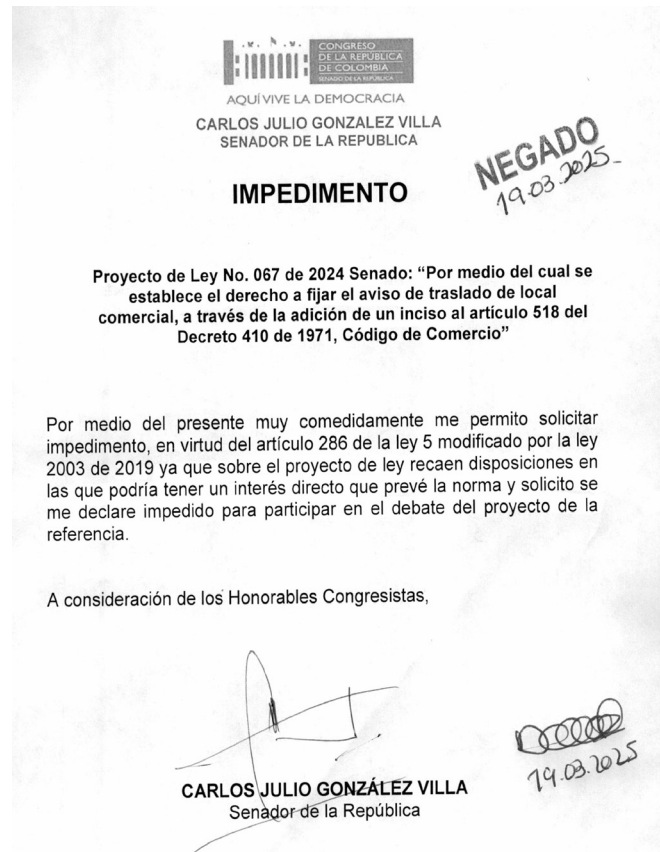 CONGRESO
DE LA REPÚBLICA
DE COLOMBIA
SENADO DE LA REPÚBLICA
AQUÍ VIVE LA DEMOCRACIA
CARLOS JULIO GONZALEZ VILLA
SENADOR DE LA REPUBLICA
NEGADO
19.03.2025
IMPEDIMENTO
Proyecto de Ley No. 067 de 2024 Senado: “Por medio del cual se
establece el derecho a fijar el aviso de traslado de local
comercial, a través de la adición de un inciso al artículo 518 del
Decreto 410 de 1971, Código de Comercio”
Por medio del presente muy comedidamente me permito solicitar
impedimento, en virtud del artículo 286 de la ley 5 modificado por la ley
2003 de 2019 ya que sobre el proyecto de ley recaen disposiciones en
las que podría tener un interés directo que prevé la norma y solicito se
me declare impedido para participar en el debate del proyecto de la
referencia.
A consideración de los Honorables Congresistas,
CARLOS JULIO GONZÁLEZ VILLA
Senador de la República
19.03.2025